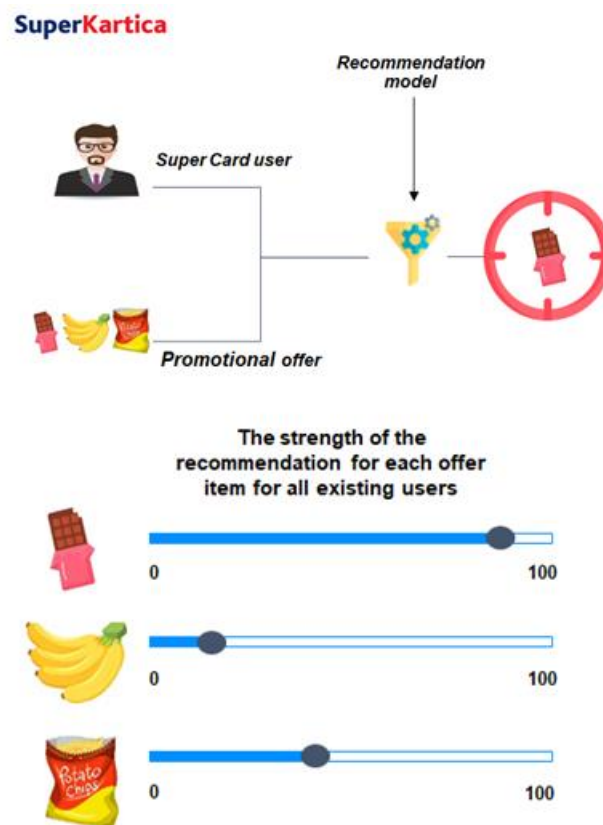 SuperKartica
Recommendation
model
Super Card user
Promotional offer
The strength of the
recommendation for each offer
item for all existing users
0
100
0
100
Potato
Chips
0
100